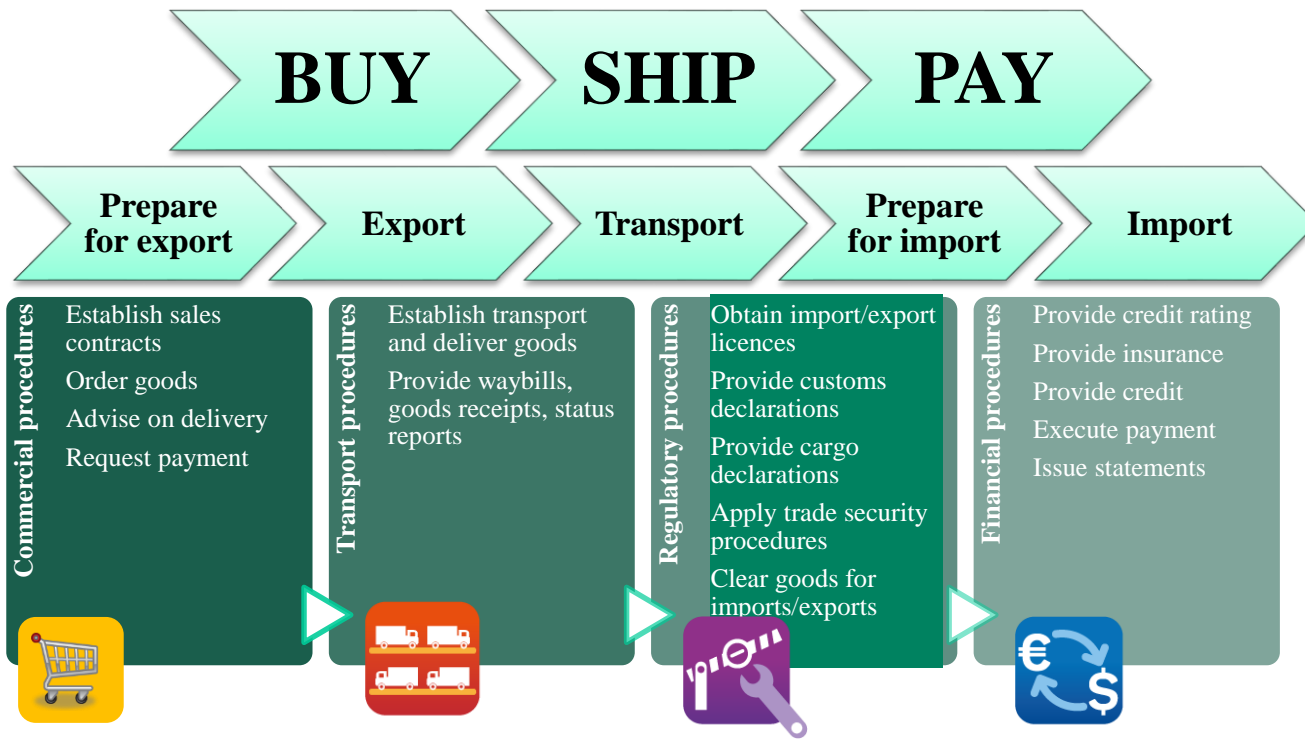 BUY
SHIP
PAY
Prepare
for export
Export
Transport
Prepare
for import
Import
Commercial procedures
Establish sales
contracts
Order goods
Advise on delivery
Request payment
Transport procedures
Establish transport
and deliver goods
Provide waybills,
goods receipts, status
reports
Regulatory procedures
Obtain import/export
licences
Provide customs
declarations
Provide cargo
declarations
Apply trade security
procedures
Clear goods for
imports/exports
Financial procedures
Provide credit rating
Provide insurance
Provide credit
Execute payment
Issue statements
€
$